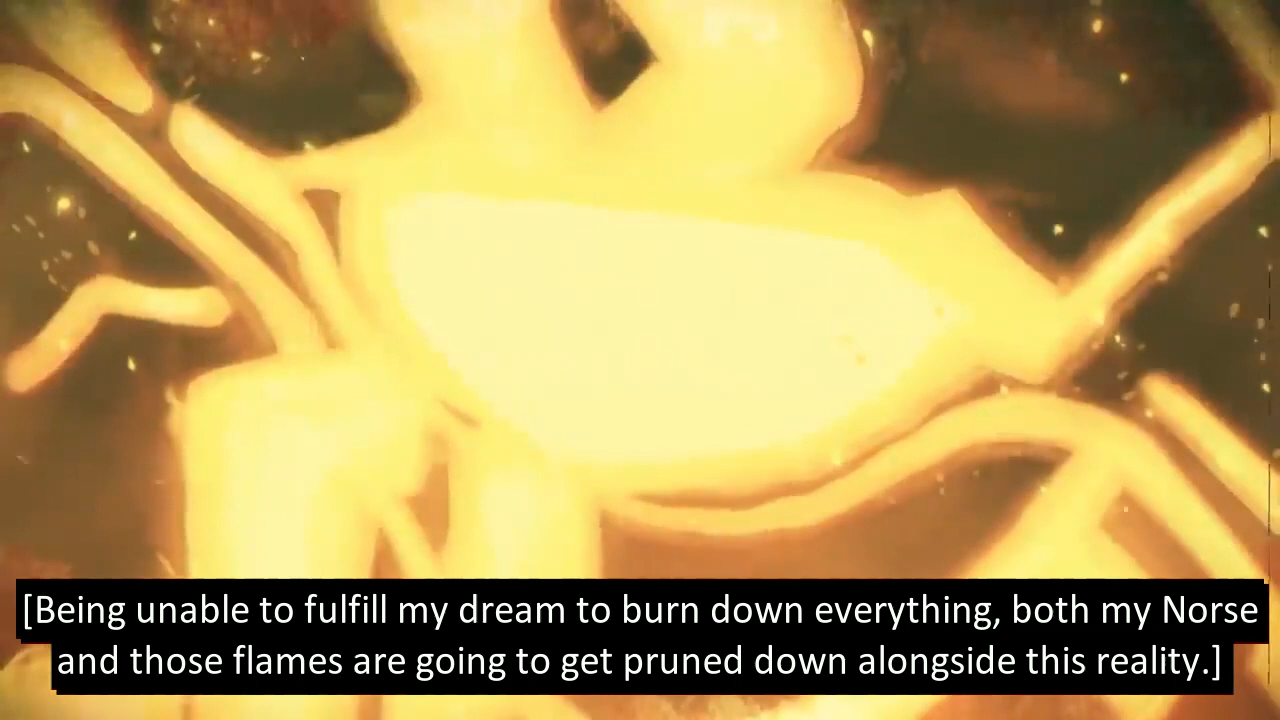 [Being unable to fulfill my dream to burn down everything, both my Norse
and those flames are going to get pruned down alongside this reality.]